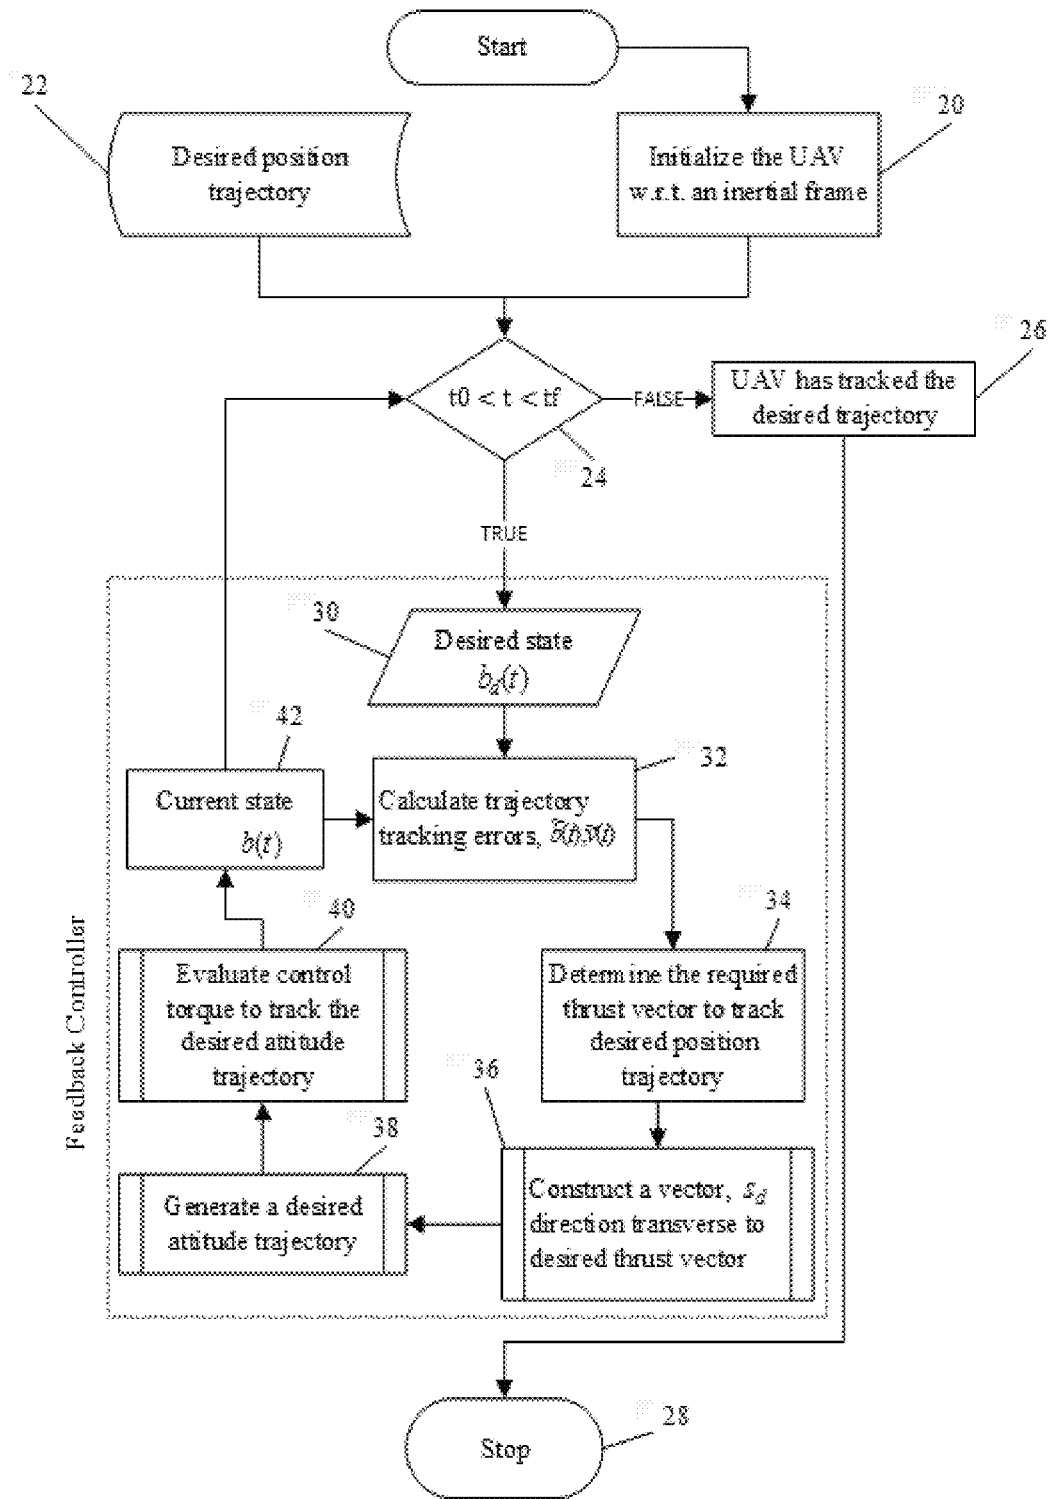 Start
22
20
Desired position
trajectory
Initialize the UAV
w.r.t. an inertial frame
26
t0 < t < tf
FALSE
UAV has tracked the
desired trajectory
24
TRUE
30
Desired state
b_d(t)
42
32
Current state
b(t)
Calculate trajectory
tracking errors,
40
34
Feedback Controller
Evaluate control
torque to track the
desired attitude
trajectory
Determine the required
thrust vector to track
desired position
trajectory
36
38
Generate a desired
attitude trajectory
Construct a vector, s_d
direction transverse to
desired thrust vector
28
Stop